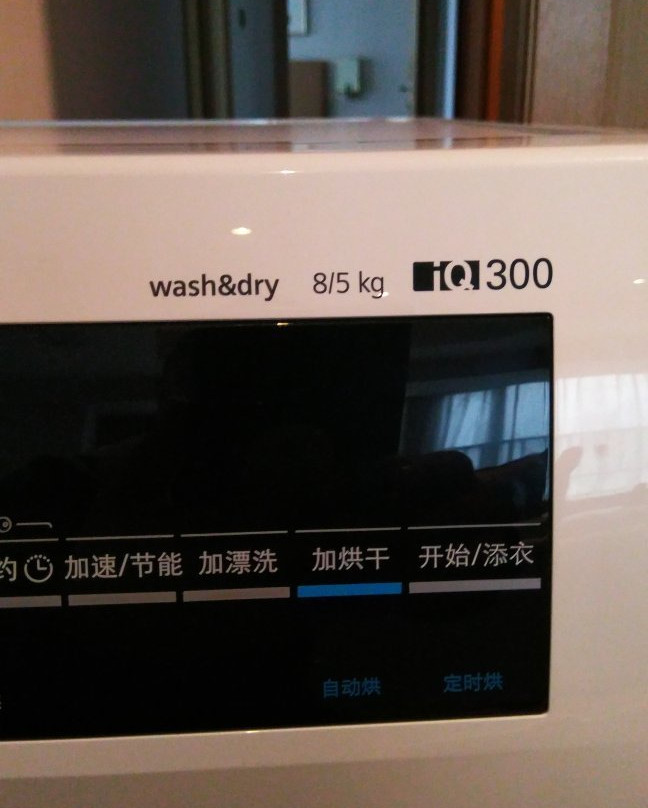 wash&dry 8/5 kg iQ300
约 加速/节能 加漂洗 加烘干 开始/添衣
自动烘 定时烘